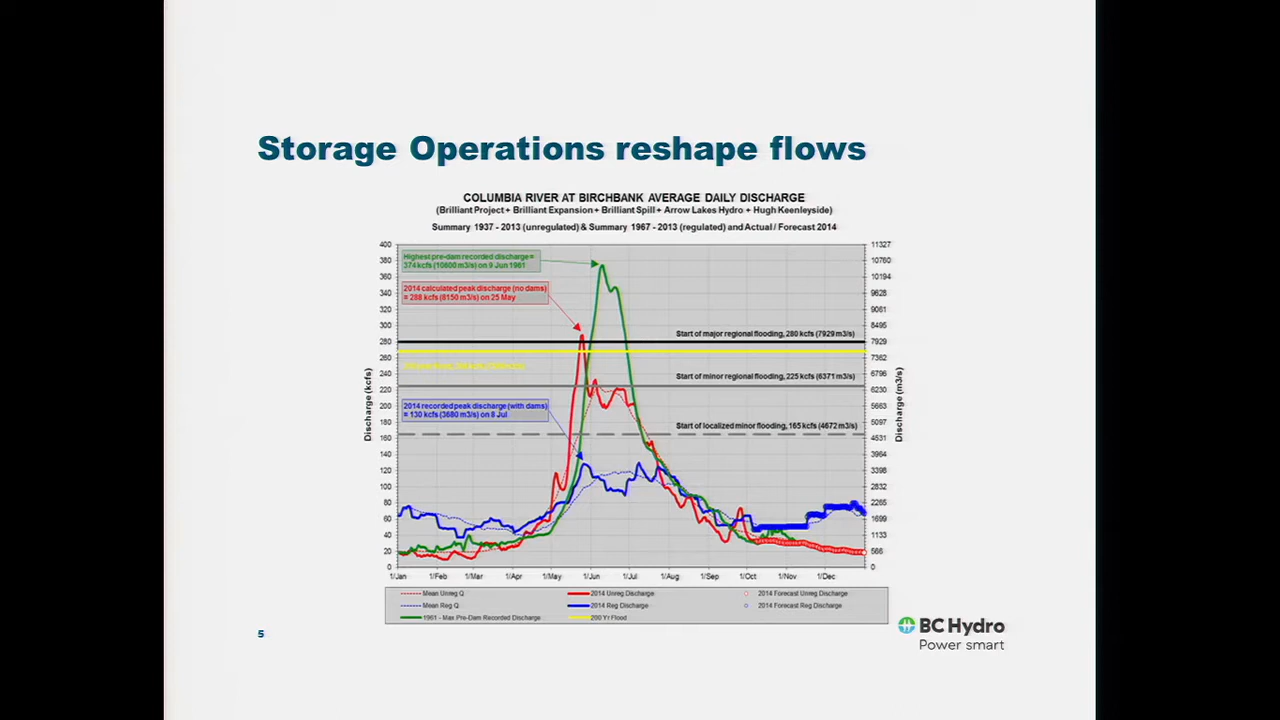 Storage Operations reshape flows
COLUMBIA RIVER AT BIRCHBANK AVERAGE DAILY DISCHARGE
(Brilliant Project + Brilliant Expansion + Brilliant Spill + Arrow Lakes Hydro + Hugh Keenleyside)
Summary 1937 - 2013 (unregulated) & Summary 1967 - 2013 (regulated) and Actual / Forecast 2014
Highest pre-dam recorded discharge =
374 kcfs (10600 m3/s) on 9 Jun 1961
2014 calculated peak discharge (no dams)
= 288 kcfs (8150 m3/s) on 25 May
Start of major regional flooding, 280 kcfs (7929 m3/s)
Start of minor regional flooding, 225 kcfs (6371 m3/s)
2014 recorded peak discharge (with dams)
= 130 kcfs (3680 m3/s) on 8 Jul
Start of localized minor flooding, 165 kcfs (4672 m3/s)
Discharge (kcfs)
400
380
360
340
320
300
280
260
240
220
200
180
160
140
120
100
80
60
40
20
0
Discharge (m3/s)
11327
10760
10194
9628
9061
8495
7929
7362
6796
6230
5663
5097
4531
3964
3398
2832
2265
1699
1133
566
0
1/Jan 1/Feb 1/Mar 1/Apr 1/May 1/Jun 1/Jul 1/Aug 1/Sep 1/Oct 1/Nov 1/Dec
Mean Unreg Q 2014 Unreg Discharge 2014 Forecast Unreg Discharge
Mean Reg Q 2014 Reg Discharge 2014 Forecast Reg Discharge
1961 - Max Pre-Dam Recorded Discharge 200 Yr Flood
5
BC Hydro
Power smart